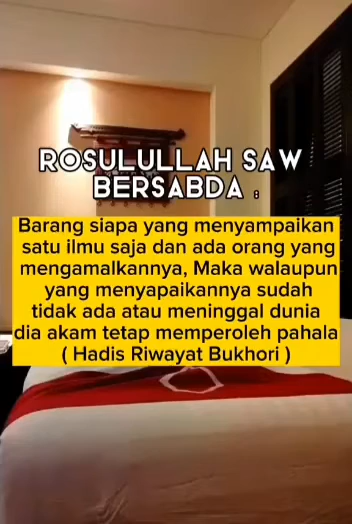 ROSULULLAH SAW
BERSABDA :
Barang siapa yang menyampaikan
satu ilmu saja dan ada orang yang
mengamalkannya, Maka walaupun
yang menyapaikannya sudah
tidak ada atau meninggal dunia
dia akam tetap memperoleh pahala
( Hadis Riwayat Bukhori )